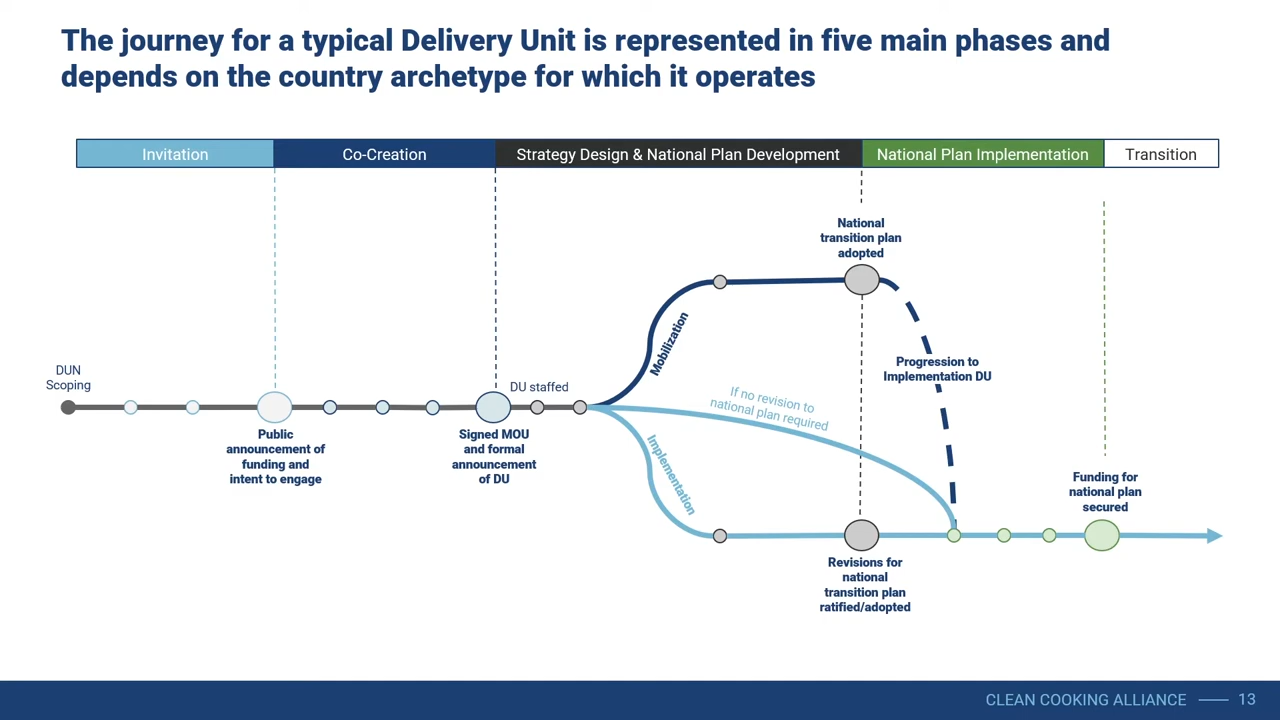 The journey for a typical Delivery Unit is represented in five main phases and
depends on the country archetype for which it operates
Invitation
Co-Creation
Strategy Design & National Plan Development
National Plan Implementation
Transition
National
transition plan
adopted
Mobilization
Progression to
Implementation DU
DUN
Scoping
DU staffed
If no revision to
national plan required
Public
announcement of
funding and
intent to engage
Signed MOU
and formal
announcement
of DU
Implementation
Funding for
national plan
secured
Revisions for
national
transition plan
ratified/adopted
CLEAN COOKING ALLIANCE
13